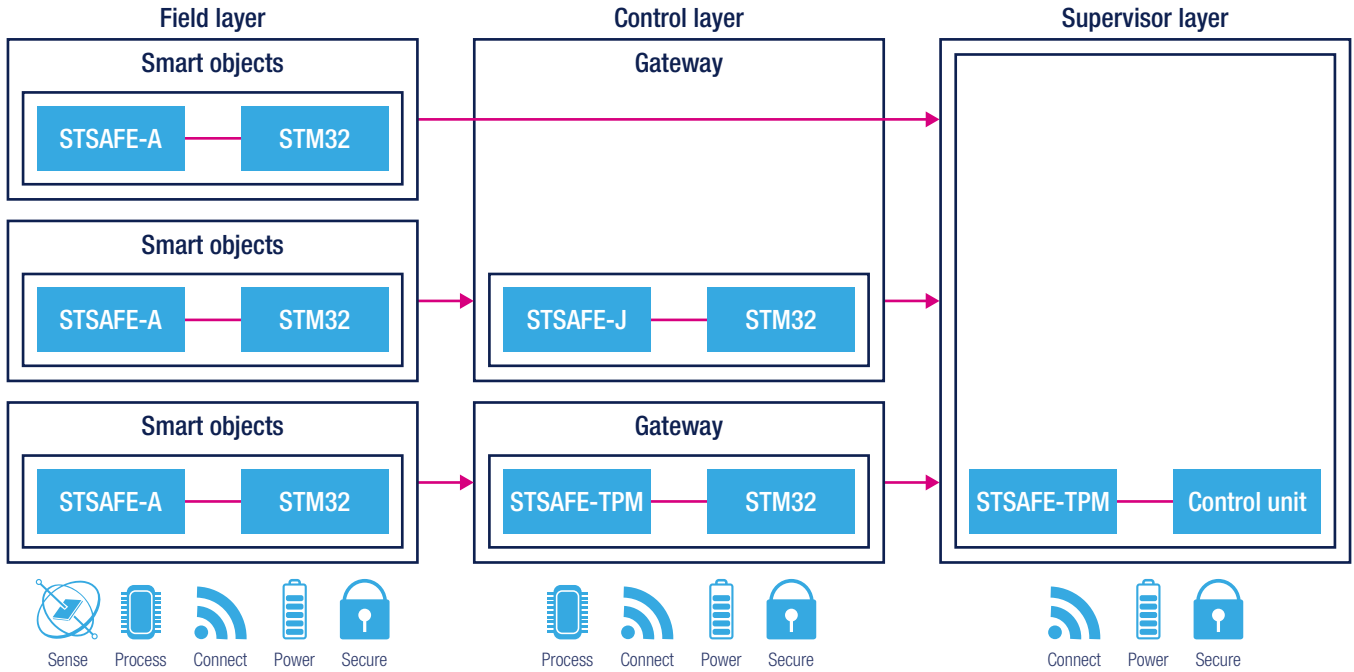 Field layer
Control layer
Supervisor layer
Smart objects
STSAFE-A
STM32
Gateway
Smart objects
STSAFE-A
STM32
STSAFE-J
STM32
Smart objects
STSAFE-A
STM32
Gateway
STSAFE-TPM
STM32
STSAFE-TPM
Control unit
Sense
Process
Connect
Power
Secure
Process
Connect
Power
Secure
Connect
Power
Secure